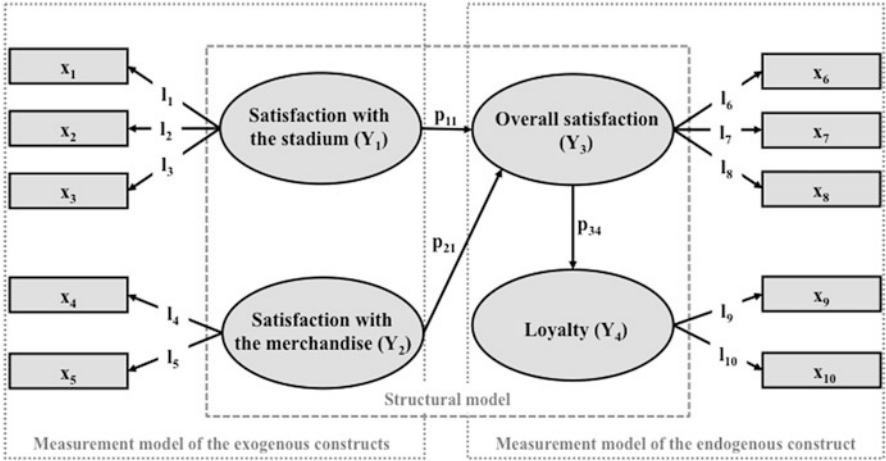 x₁
l₁
x₂
l₂
x₃
l₃
Satisfaction with
the stadium (Y₁)
p₁₁
Overall satisfaction
(Y₃)
l₆
x₆
l₇
x₇
l₈
x₈
p₂₁
p₃₄
x₄
l₄
x₅
l₅
Satisfaction with
the merchandise (Y₂)
Loyalty (Y₄)
l₉
x₉
l₁₀
x₁₀
Structural model
Measurement model of the exogenous constructs
Measurement model of the endogenous construct